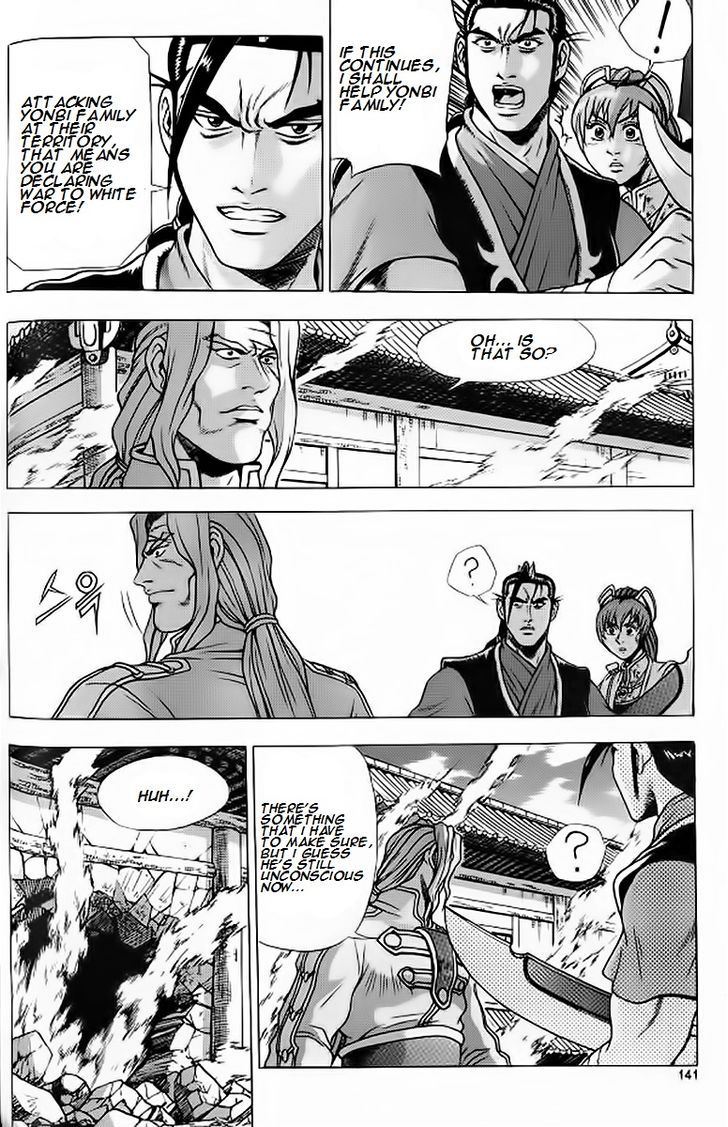 IF THIS
CONTINUES,
I SHALL
HELP YONBI
FAMILY!
!
ATTACKING
YONBI FAMILY
AT THEIR
TERRITORY,
THAT MEANS
YOU ARE
DECLARING
WAR TO WHITE
FORCE!
OH... IS
THAT SO?
?
스윽
THERE'S
SOMETHING
THAT I HAVE
TO MAKE SURE,
BUT I GUESS
HE'S STILL
UNCONSCIOUS
NOW...
?
HUH...!
141